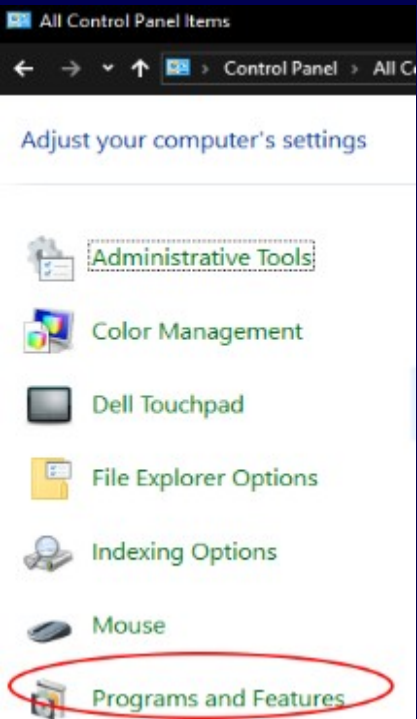 All Control Panel Items
Control Panel > All C
Adjust your computer's settings
Administrative Tools
Color Management
Dell Touchpad
File Explorer Options
Indexing Options
Mouse
Programs and Features